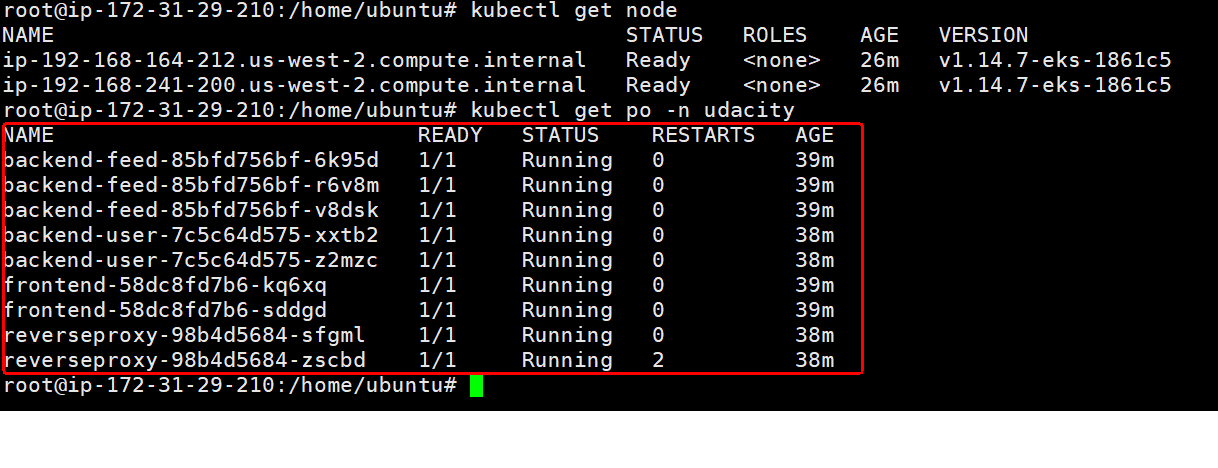 root@ip-172-31-29-210:/home/ubuntu# kubectl get node
NAME STATUS ROLES AGE VERSION
ip-192-168-164-212.us-west-2.compute.internal Ready <none> 26m v1.14.7-eks-1861c5
ip-192-168-241-200.us-west-2.compute.internal Ready <none> 26m v1.14.7-eks-1861c5
root@ip-172-31-29-210:/home/ubuntu# kubectl get po -n udacity
NAME READY STATUS RESTARTS AGE
backend-feed-85bfd756bf-6k95d 1/1 Running 0 39m
backend-feed-85bfd756bf-r6v8m 1/1 Running 0 39m
backend-feed-85bfd756bf-v8dsk 1/1 Running 0 39m
backend-user-7c5c64d575-xxtb2 1/1 Running 0 38m
backend-user-7c5c64d575-z2mzc 1/1 Running 0 38m
frontend-58dc8fd7b6-kq6xq 1/1 Running 0 39m
frontend-58dc8fd7b6-sddgd 1/1 Running 0 39m
reverseproxy-98b4d5684-sfgml 1/1 Running 0 38m
reverseproxy-98b4d5684-zscbd 1/1 Running 2 38m
root@ip-172-31-29-210:/home/ubuntu#